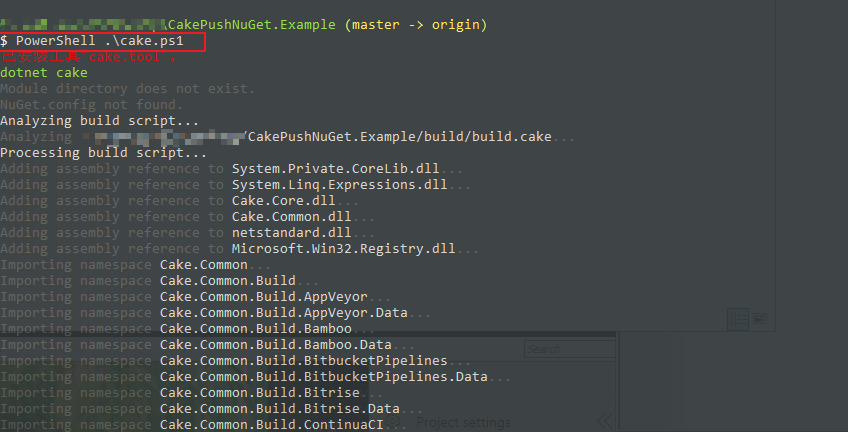 \CakePushNuGet.Example (master -> origin)
$ PowerShell .\cake.ps1
已安装工具"cake.tool"。
dotnet cake
Module directory does not exist.
NuGet.config not found.
Analyzing build script...
Analyzing /CakePushNuGet.Example/build/build.cake...
Processing build script...
Adding assembly reference to System.Private.CoreLib.dll...
Adding assembly reference to System.Linq.Expressions.dll...
Adding assembly reference to Cake.Core.dll...
Adding assembly reference to Cake.Common.dll...
Adding assembly reference to netstandard.dll...
Adding assembly reference to Microsoft.Win32.Registry.dll...
Importing namespace Cake.Common...
Importing namespace Cake.Common.Build...
Importing namespace Cake.Common.Build.AppVeyor...
Importing namespace Cake.Common.Build.AppVeyor.Data...
Importing namespace Cake.Common.Build.Bamboo...
Importing namespace Cake.Common.Build.Bamboo.Data...
Search
Importing namespace Cake.Common.Build.BitbucketPipelines...
Importing namespace Cake.Common.Build.BitbucketPipelines.Data...
Importing namespace Cake.Common.Build.Bitrise...
Importing namespace Cake.Common.Build.Bitrise.Data...
Importing namespace Cake.Common.Build.ContinuaCI...
Project settings